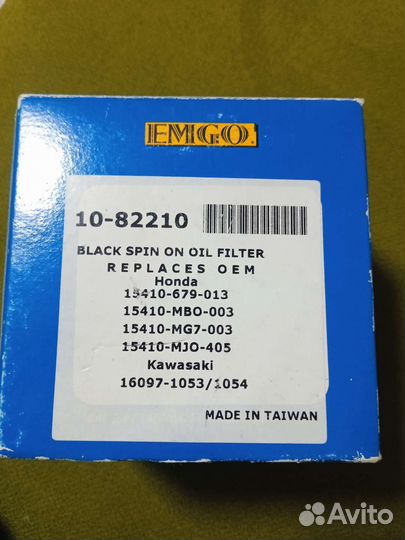 EMGO
10-82210
BLACK SPIN ON OIL FILTER
REPLACES OEM
Honda
15410-679-013
15410-MBO-003
15410-MG7-003
15410-MJO-405
Kawasaki
16097-1053/1054
MADE IN TAIWAN
Avito